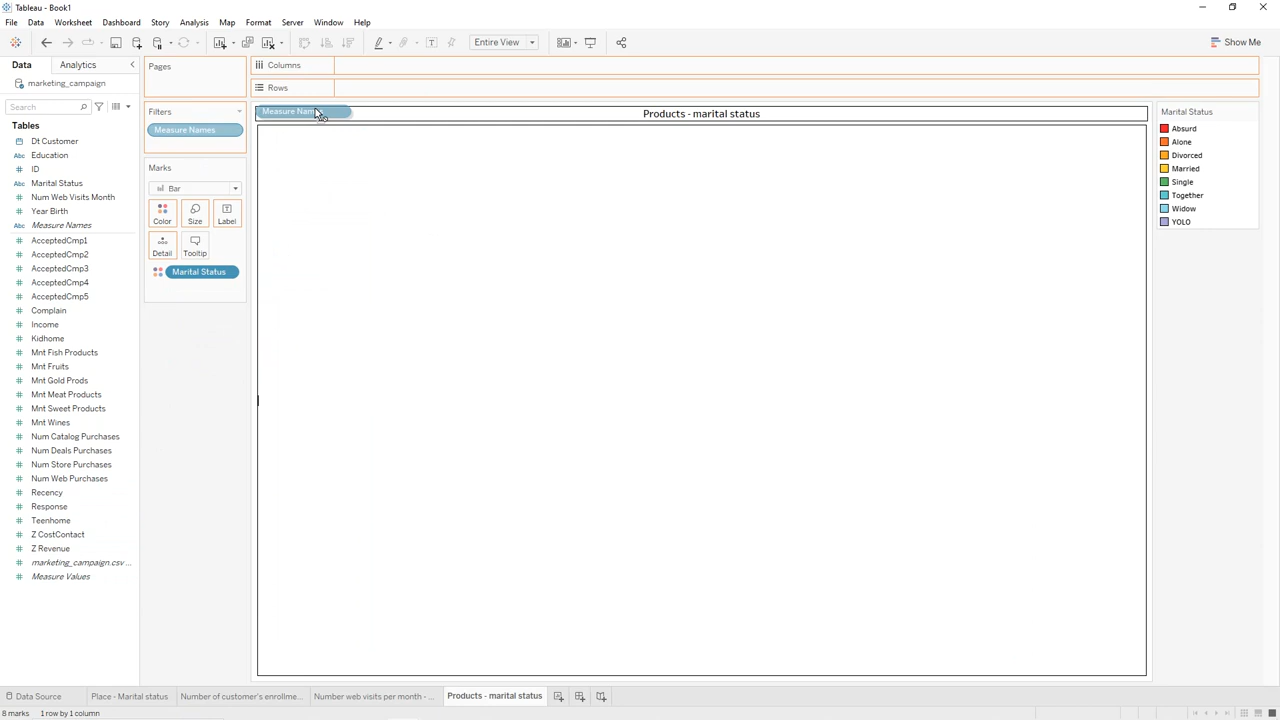 Tableau - Book1
File Data Worksheet Dashboard Story Analysis Map Format Server Window Help
Entire View
Show Me
Data Analytics
marketing_campaign
Search
Tables
Dt Customer
Abc Education
ID
Abc Marital Status
Num Web Visits Month
Year Birth
Abc Measure Names
AcceptedCmp1
AcceptedCmp2
AcceptedCmp3
AcceptedCmp4
AcceptedCmp5
Complain
Income
Kidhome
Mnt Fish Products
Mnt Fruits
Mnt Gold Prods
Mnt Meat Products
Mnt Sweet Products
Mnt Wines
Num Catalog Purchases
Num Deals Purchases
Num Store Purchases
Num Web Purchases
Recency
Response
Teenhome
Z CostContact
Z Revenue
marketing_campaign.csv ...
Measure Values
Pages
Filters
Measure Names
Marks
Bar
Color Size Label
Detail Tooltip
Marital Status
Columns
Rows
Measure Names
Products - marital status
Marital Status
Absurd
Alone
Divorced
Married
Single
Together
Widow
YOLO
Data Source Place - Marital status Number of customer's enrollme... Number web visits per month - ... Products - marital status
8 marks 1 row by 1 column